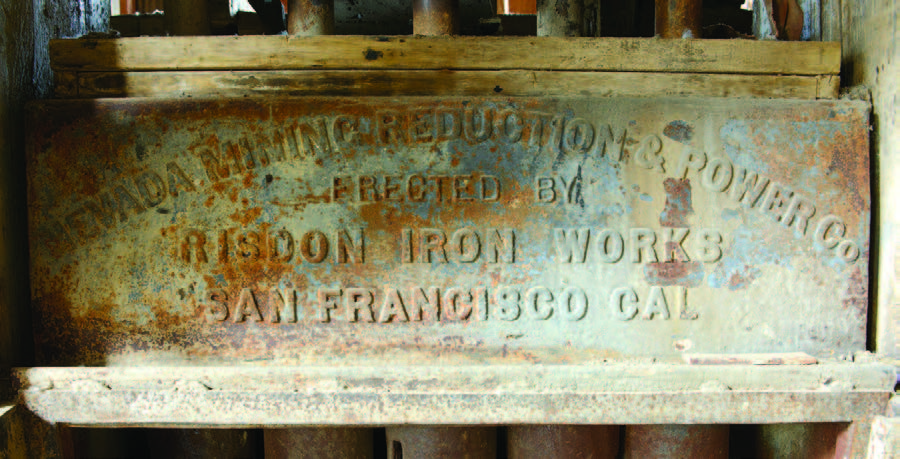 NEVADA MINING REDUCTION & POWER CO
ERECTED BY
RISDON IRON WORKS
SAN FRANCISCO CAL